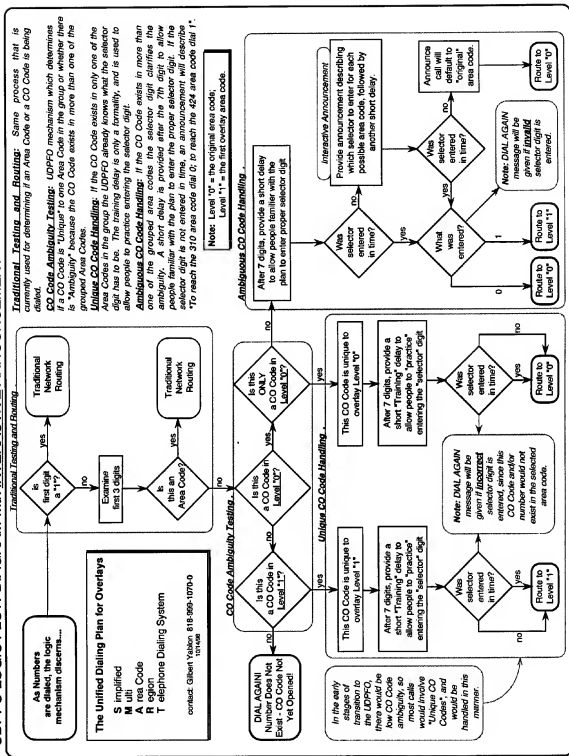 As Numbers
are dialed, the logic
mechanism discerns....
Traditional Testing and Routing
is
first digit
a "1"?
yes
Traditional
Network
Routing
no
Examine
first 3 digits
Is
this an
Area Code?
yes
Traditional
Network
Routing
no
The Unified Dialing Plan for Overlays
S implified
M ulti
A rea Code
R egion
T elephone Dialing System
contact: Gilbert Yablon 818-999-1070-0
10/14/98
Traditional Testing and Routing: Same process that is
currently used for determining if an Area Code or a CO Code is being
dialed.
CO Code Ambiguity Testing: UDPFO mechanism which determines
if a CO Code is "Unique" to one Area Code in the group or whether there
is "Ambiguity" because the CO Code exists in more than one of the
grouped Area Codes.
Unique CO Code Handling: If the CO Code exists in only one of the
Area Codes in the group the UDPFO already knows what the selector
digit has to be. The training delay is only a formality, and is used to
allow people to practice entering the selector digit.
Ambiguous CO Code Handling: If the CO Code exists in more than
one of the grouped area codes the selector digit clarifies the
ambiguity. A short delay is provided after the 7th digit to allow
people familiar with the plan to enter the proper selector digit. If the
selector digit is not entered in time, an announcement will describe
"To reach the 310 area code dial 0; to reach the 424 area code dial 1".
Note: Level "0" = the original area code;
Level "1" = the first overlay area code.
CO Code Ambiguity Testing
DIAL AGAIN!
Number Does Not
Exist - CO Code Not
Yet Opened!
no
Is this
a CO Code in
Level "1"?
no
Is this
a CO Code in
Level "0"?
yes
Is this
ONLY
a CO Code in
Level "0"?
no
yes
yes
Unique CO Code Handling
This CO Code is unique to
overlay Level "1"
After 7 digits, provide a
short "Training" delay to
allow people to "practice"
entering the "selector" digit
Was
selector
entered
in time?
no
yes
Route to
Level "1"
Note: DIAL AGAIN
message will be
given if incorrect
selector digit is
entered, since this
CO Code and/or
number would not
exist in the selected
area code.
This CO Code is unique to
overlay Level "0"
After 7 digits, provide a
short "Training" delay to
allow people to "practice"
entering the "selector" digit
Was
selector
entered
in time?
no
yes
Route to
Level "0"
In the early
stages of
transition to
the UDPFO,
there would be
low CO Code
ambiguity, so
most calls
would involve
"Unique CO
Codes", and
would be
handled in this
manner.
Ambiguous CO Code Handling
After 7 digits, provide a short delay
to allow people familiar with the
plan to enter proper selector digit
Was
selector
entered
in time?
no
yes
Interactive Announcement
Provide announcement describing
which selector to enter for each
possible area code, followed by
another short delay.
Was
selector
entered
in time?
no
yes
Announce
call will
default to
"original"
area code.
Route to
Level "0"
What
was
entered?
0
1
Route to
Level "0"
Route to
Level "1"
Note: DIAL AGAIN
message will be
given if invalid
selector digit is
entered.